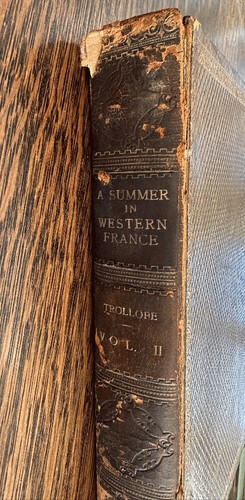 A SUMMER
IN
WESTERN
FRANCE
TROLLOPE
VOL. II